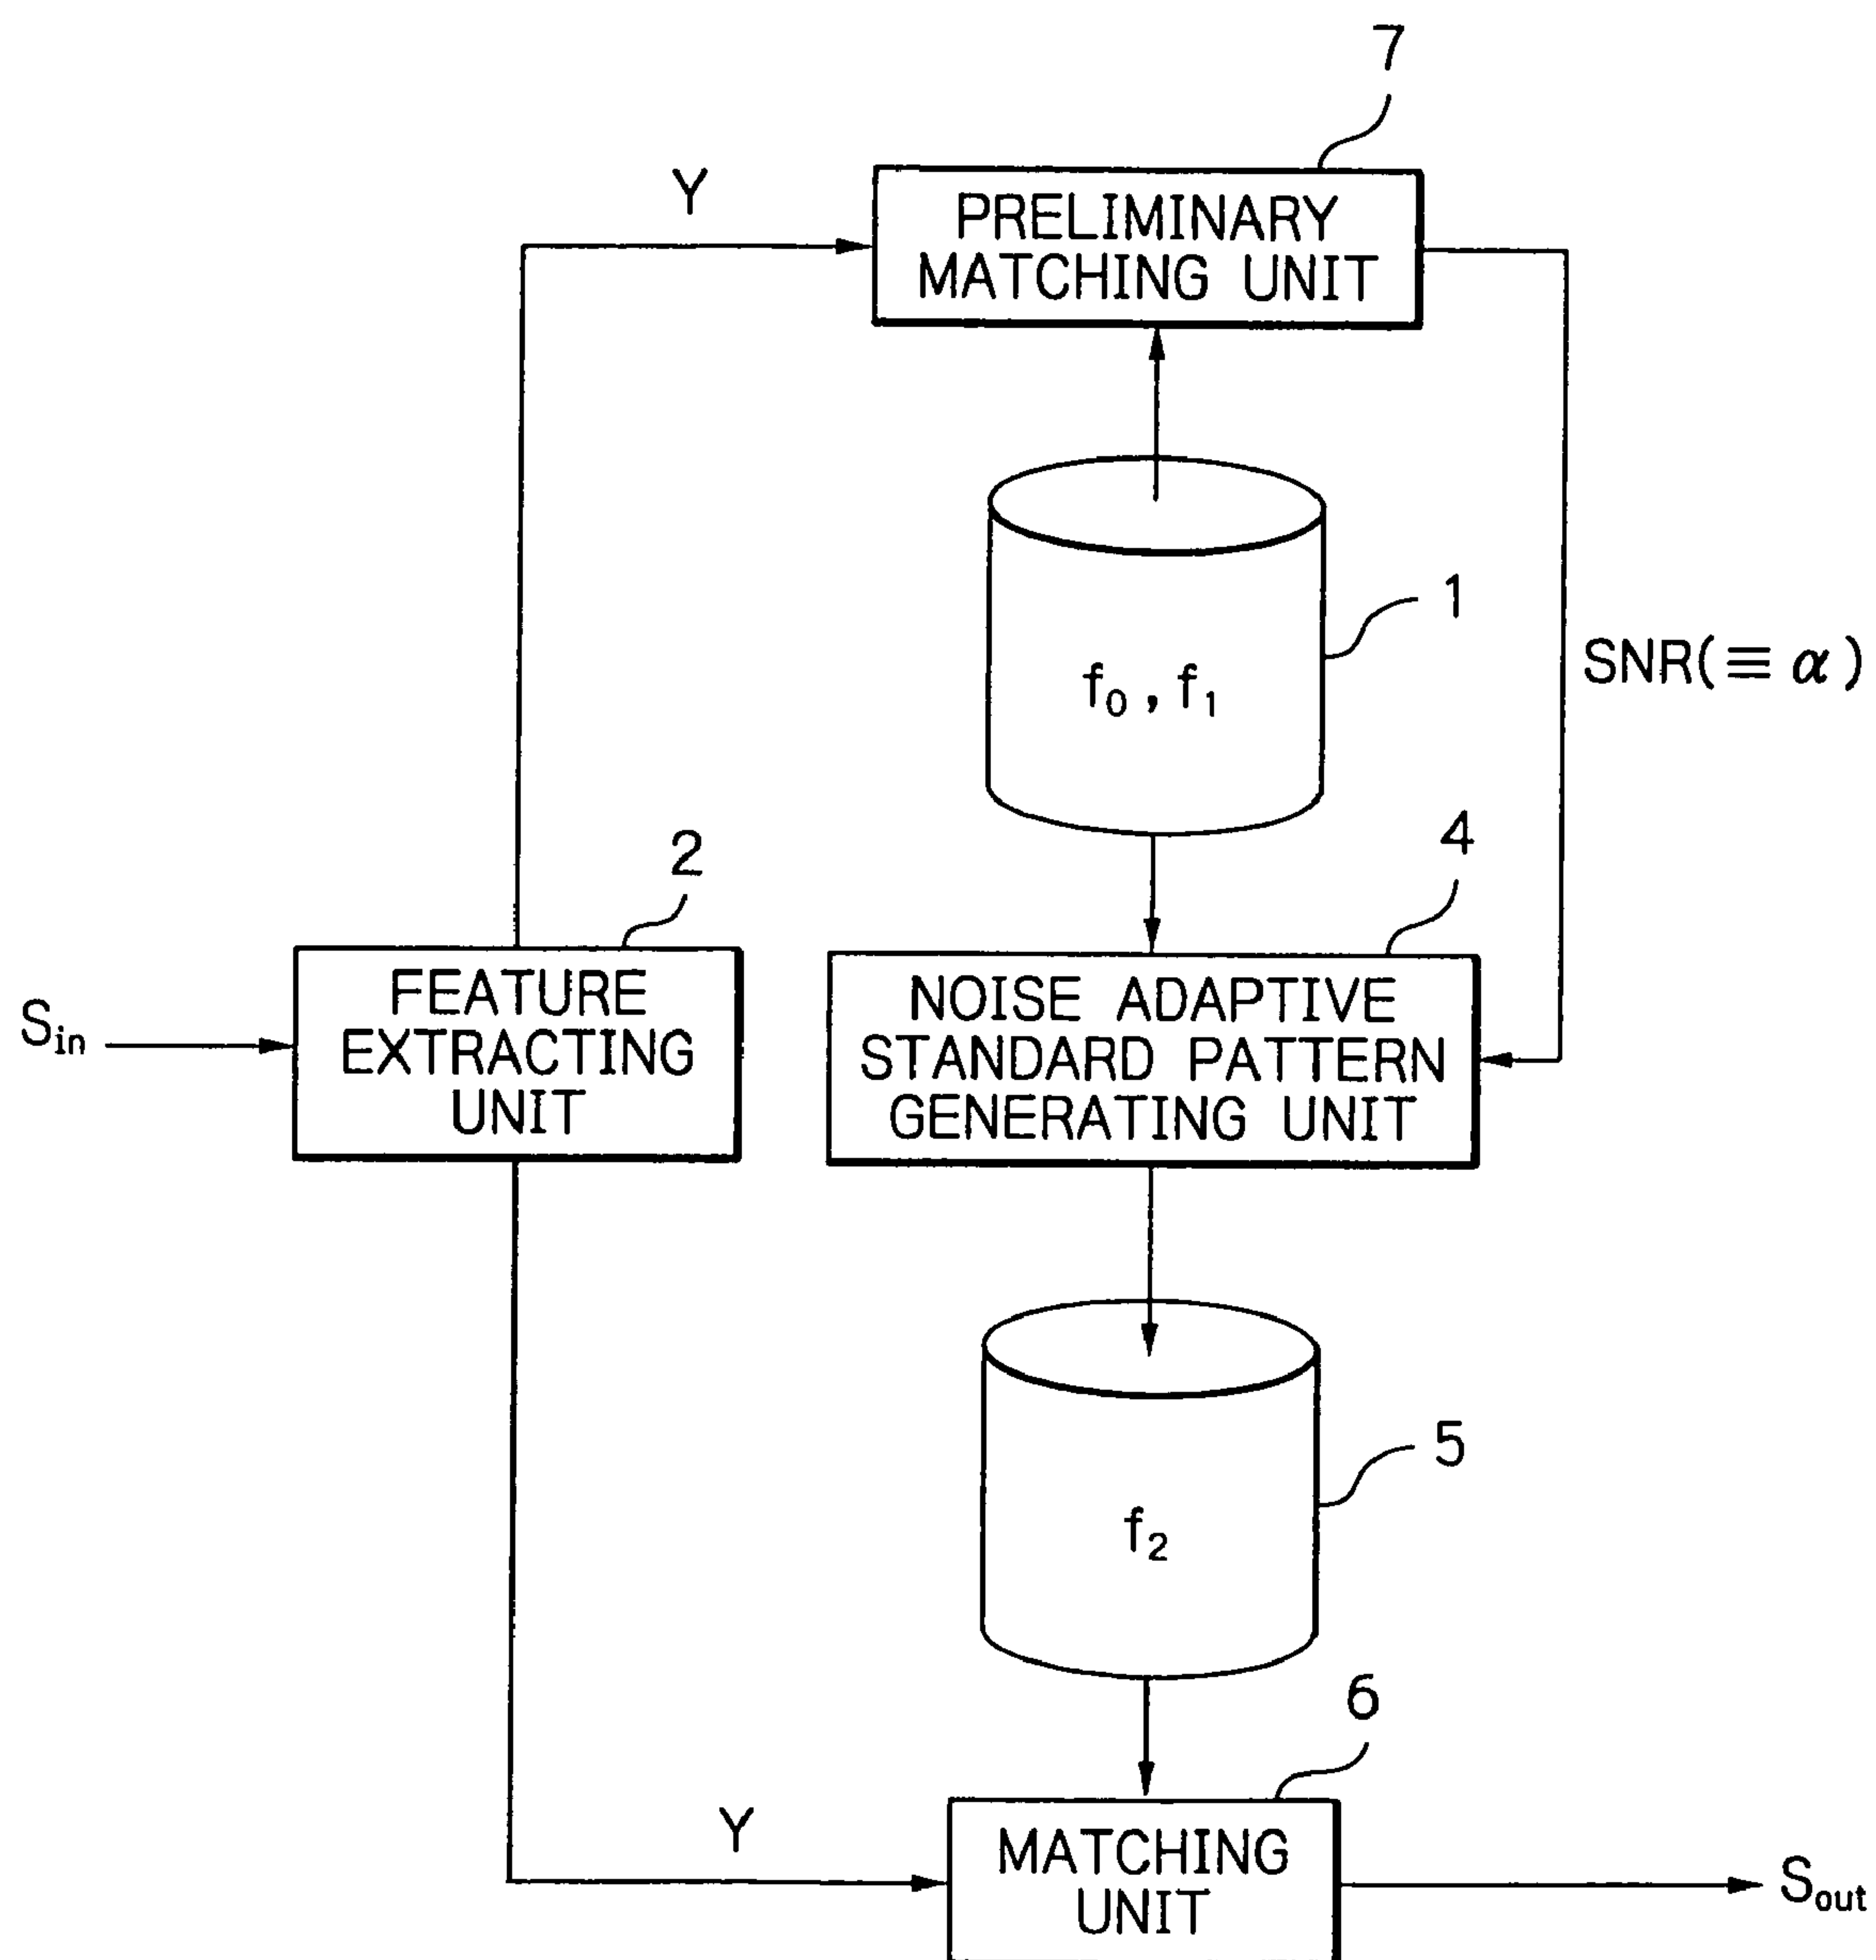 7
Y
PRELIMINARY
MATCHING UNIT
1
f₀, f₁
SNR(≡ α)
2
4
FEATURE
EXTRACTING
UNIT
Sin
NOISE ADAPTIVE
STANDARD PATTERN
GENERATING UNIT
5
f₂
6
Y
MATCHING
UNIT
Sout